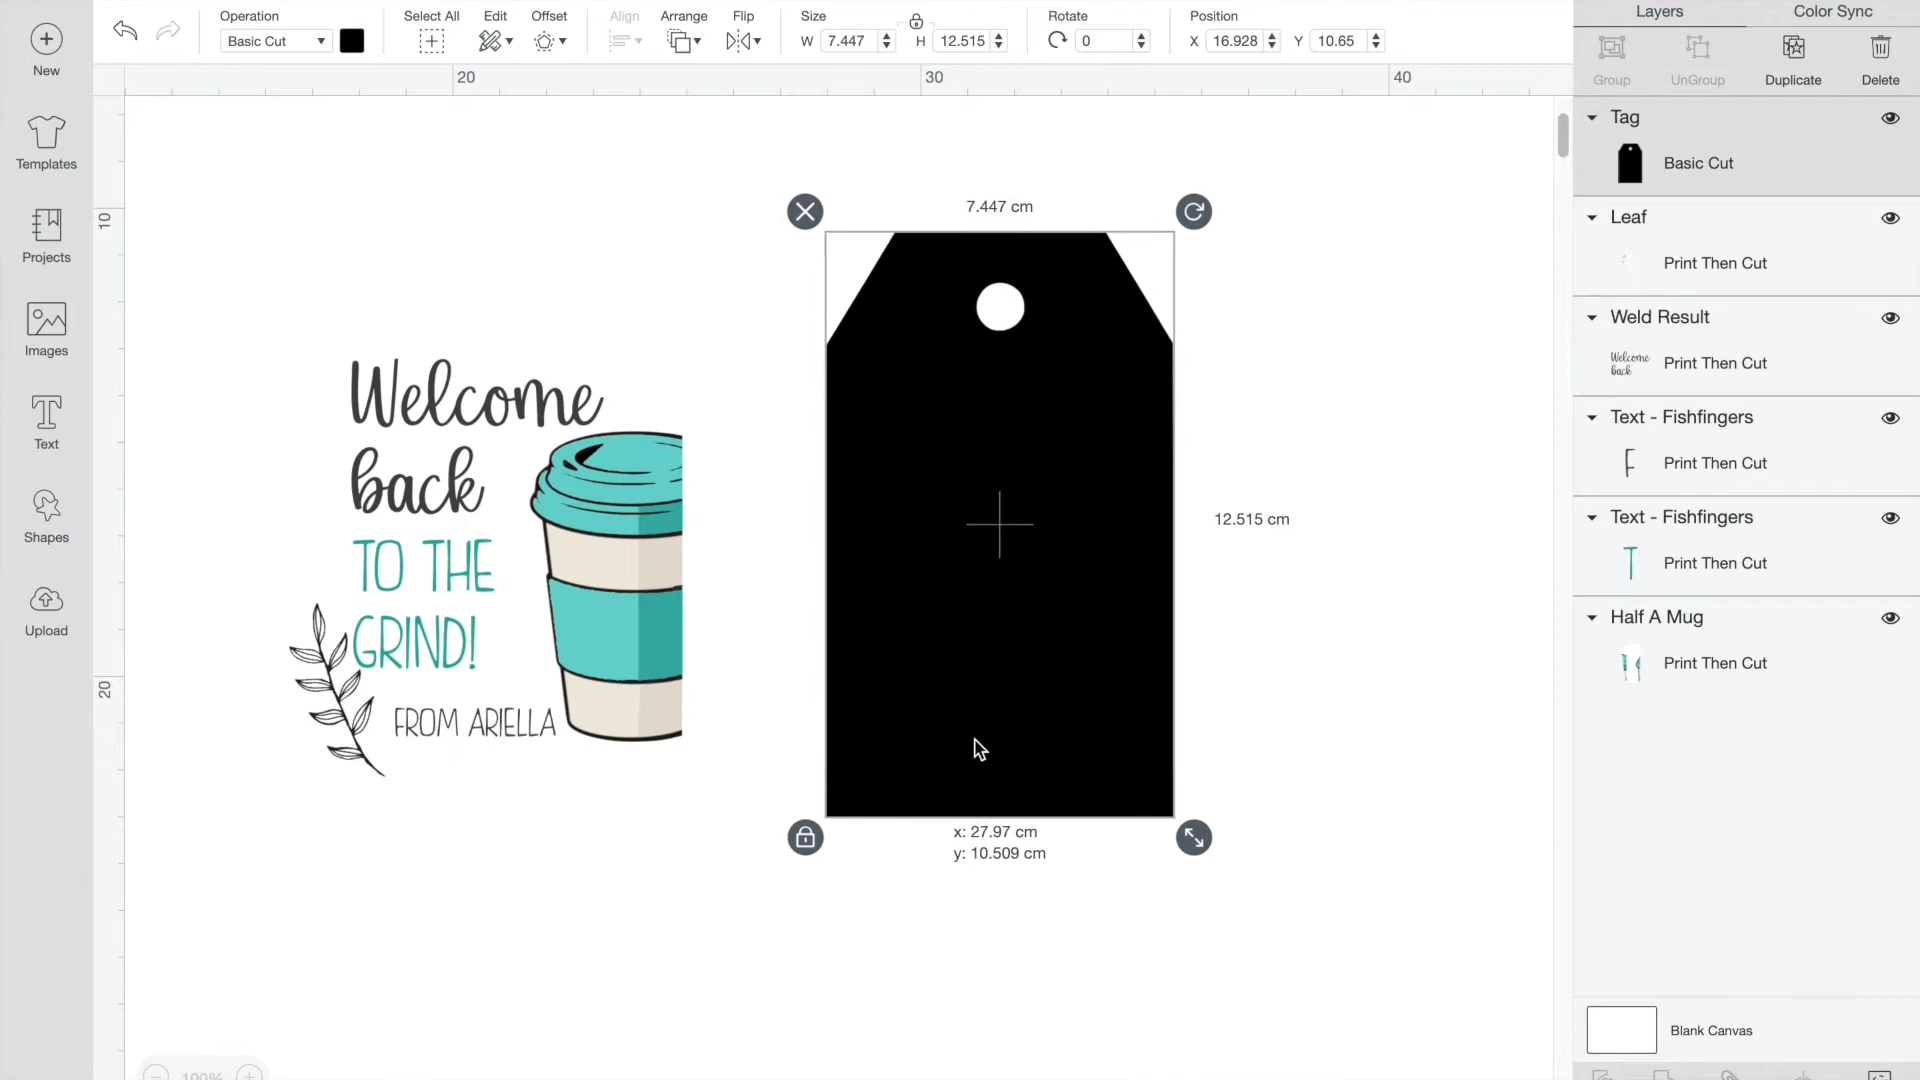 New
Templates
Projects
Images
Text
Shapes
Upload
Operation
Basic Cut
Select All
Edit
Offset
Align
Arrange
Flip
Size
W 7.447
H 12.515
Rotate
0
Position
X 16.928
Y 10.65
20
30
40
10
20
Welcome
back
TO THE
GRIND!
FROM ARIELLA
7.447 cm
12.515 cm
x: 27.97 cm
y: 10.509 cm
100%
Layers
Color Sync
Group
UnGroup
Duplicate
Delete
Tag
Basic Cut
Leaf
Print Then Cut
Weld Result
Welcome
back
Print Then Cut
Text - Fishfingers
F
Print Then Cut
Text - Fishfingers
T
Print Then Cut
Half A Mug
Print Then Cut
Blank Canvas